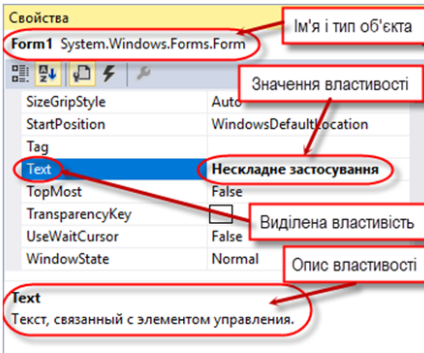 Свойства
Ім'я і тип об'єкта
Form1 System.Windows.Forms.Form
Значення властивості
SizeGripStyle Auto
StartPosition WindowsDefaultLocation
Tag
Text Нескладне застосування
TopMost False
TransparencyKey
Виділена властивість
UseWaitCursor False
WindowState Normal
Опис властивості
Text
Текст, связанный с элементом управления.